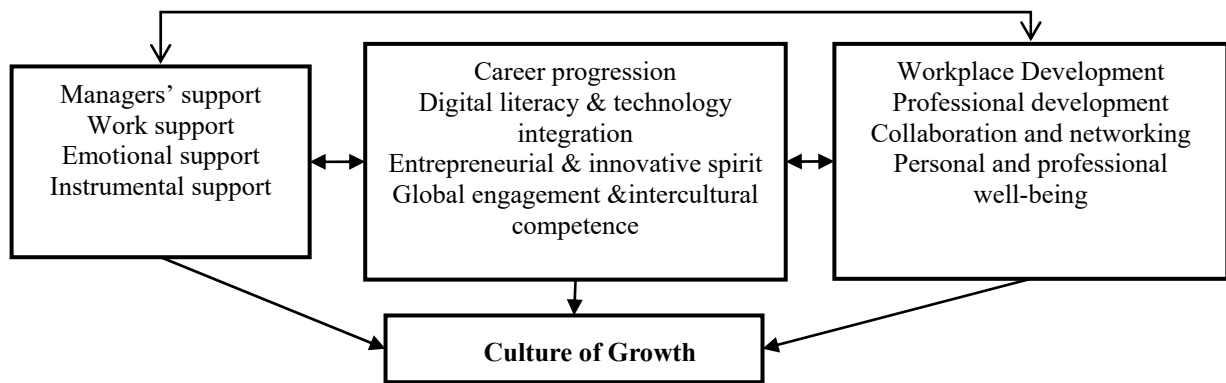 Managers’ support
Work support
Emotional support
Instrumental support
Career progression
Digital literacy & technology
integration
Entrepreneurial & innovative spirit
Global engagement &intercultural
competence
Workplace Development
Professional development
Collaboration and networking
Personal and professional
well-being
Culture of Growth